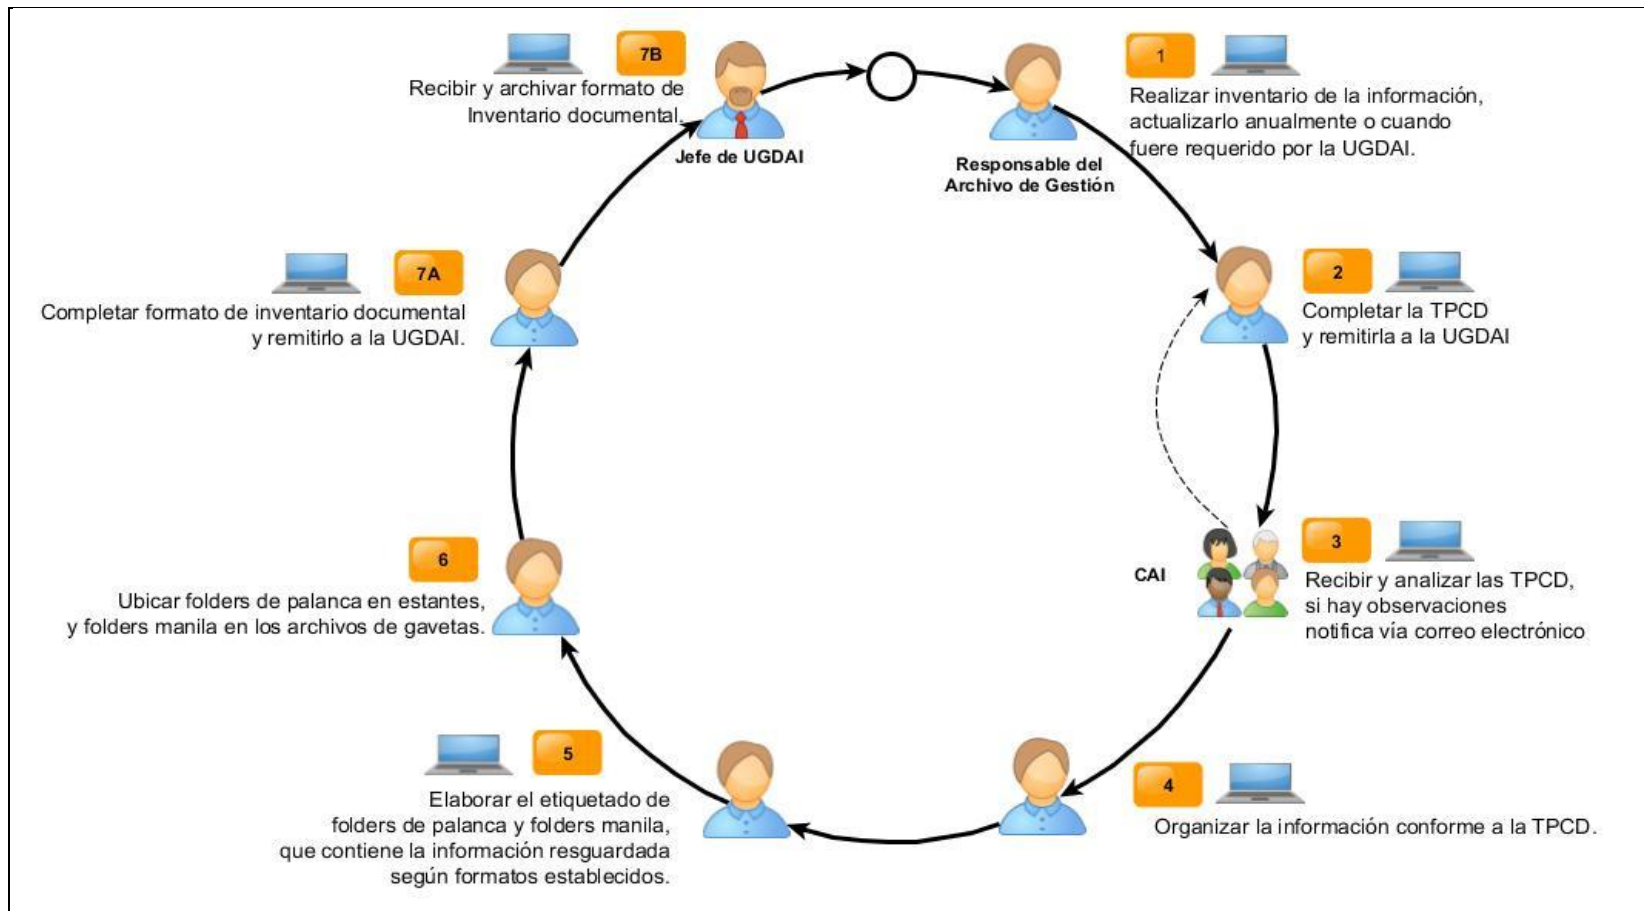 7B
Recibir y archivar formato de
Inventario documental.
Jefe de UGDAI
Responsable del
Archivo de Gestión
1
Realizar inventario de la información,
actualizarlo anualmente o cuando
fuere requerido por la UGDAI.
2
Completar la TPCD
y remitirla a la UGDAI
CAI
3
Recibir y analizar las TPCD,
si hay observaciones
notifica vía correo electrónico
4
Organizar la información conforme a la TPCD.
5
Elaborar el etiquetado de
folders de palanca y folders manila,
que contiene la información resguardada
según formatos establecidos.
6
Ubicar folders de palanca en estantes,
y folders manila en los archivos de gavetas.
7A
Completar formato de inventario documental
y remitirlo a la UGDAI.